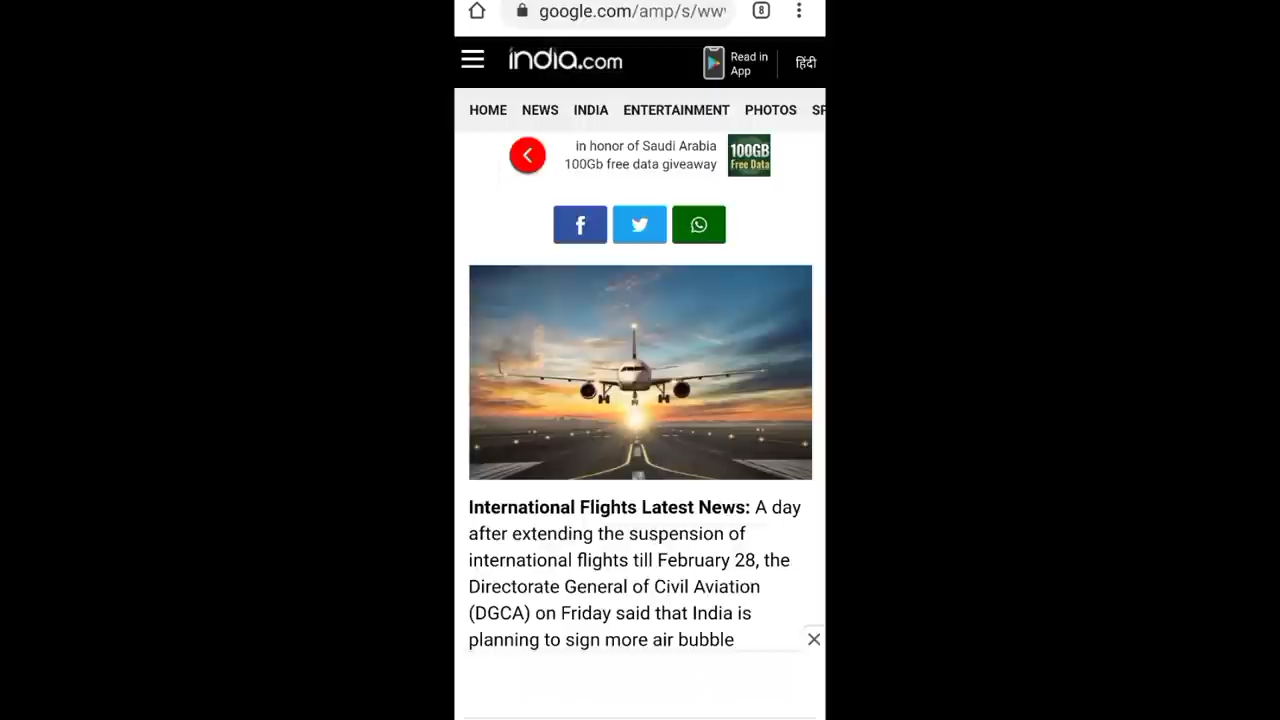 google.com/amp/s/www
8
india.com
Read in
App
हिंदी
HOME NEWS INDIA ENTERTAINMENT PHOTOS SP
in honor of Saudi Arabia
100Gb free data giveaway
100GB
Free Data
International Flights Latest News: A day
after extending the suspension of
international flights till February 28, the
Directorate General of Civil Aviation
(DGCA) on Friday said that India is
planning to sign more air bubble